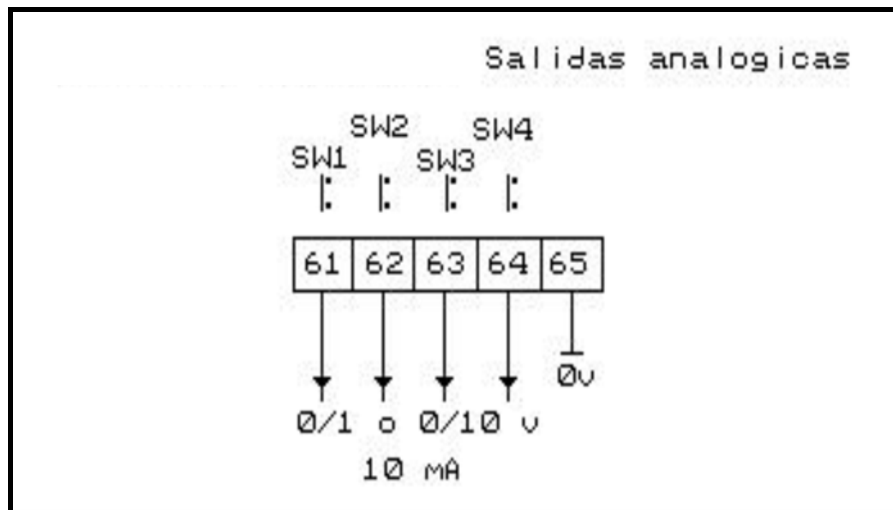 Salidas analogicas
SW2 SW4
SW1 SW3
61 62 63 64 65
0v
0/1 o 0/10 v
10 mA